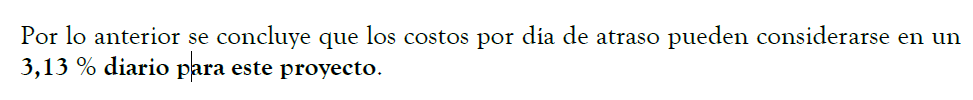 Por lo anterior se concluye que los costos por día de atraso pueden considerarse en un
3,13 % diario para este proyecto.